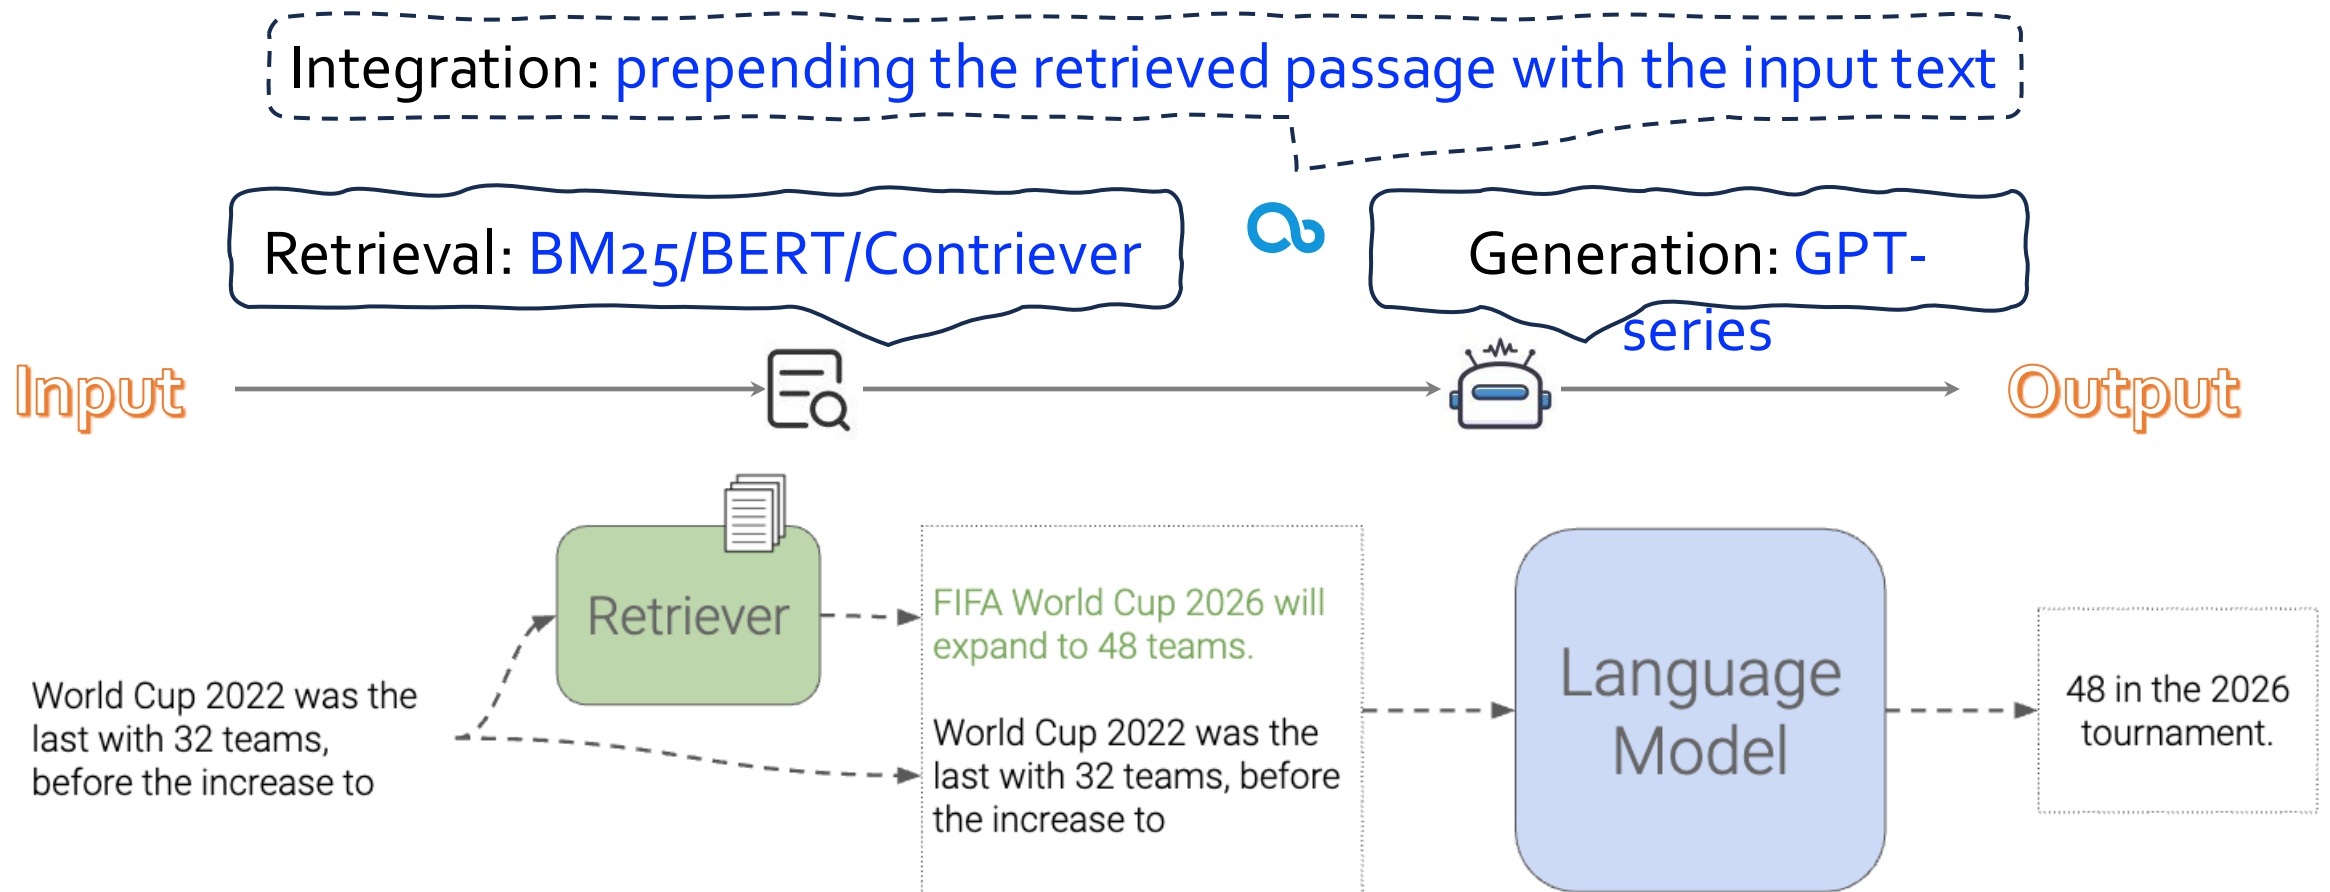 Integration: prepending the retrieved passage with the input text
Retrieval: BM25/BERT/Contriever
Generation: GPT-
series
Input
Output
Retriever
World Cup 2022 was the
last with 32 teams,
before the increase to
FIFA World Cup 2026 will
expand to 48 teams.
World Cup 2022 was the
last with 32 teams, before
the increase to
Language
Model
48 in the 2026
tournament.